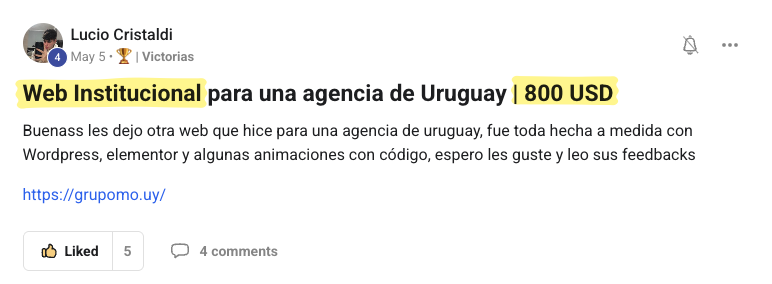 Lucio Cristaldi
4
May 5 • 🏆 | Victorias
Web Institucional para una agencia de Uruguay | 800 USD
Buenass les dejo otra web que hice para una agencia de uruguay, fue toda hecha a medida con
Wordpress, elementor y algunas animaciones con código, espero les guste y leo sus feedbacks
https://grupomo.uy/
👍 Liked 5 4 comments